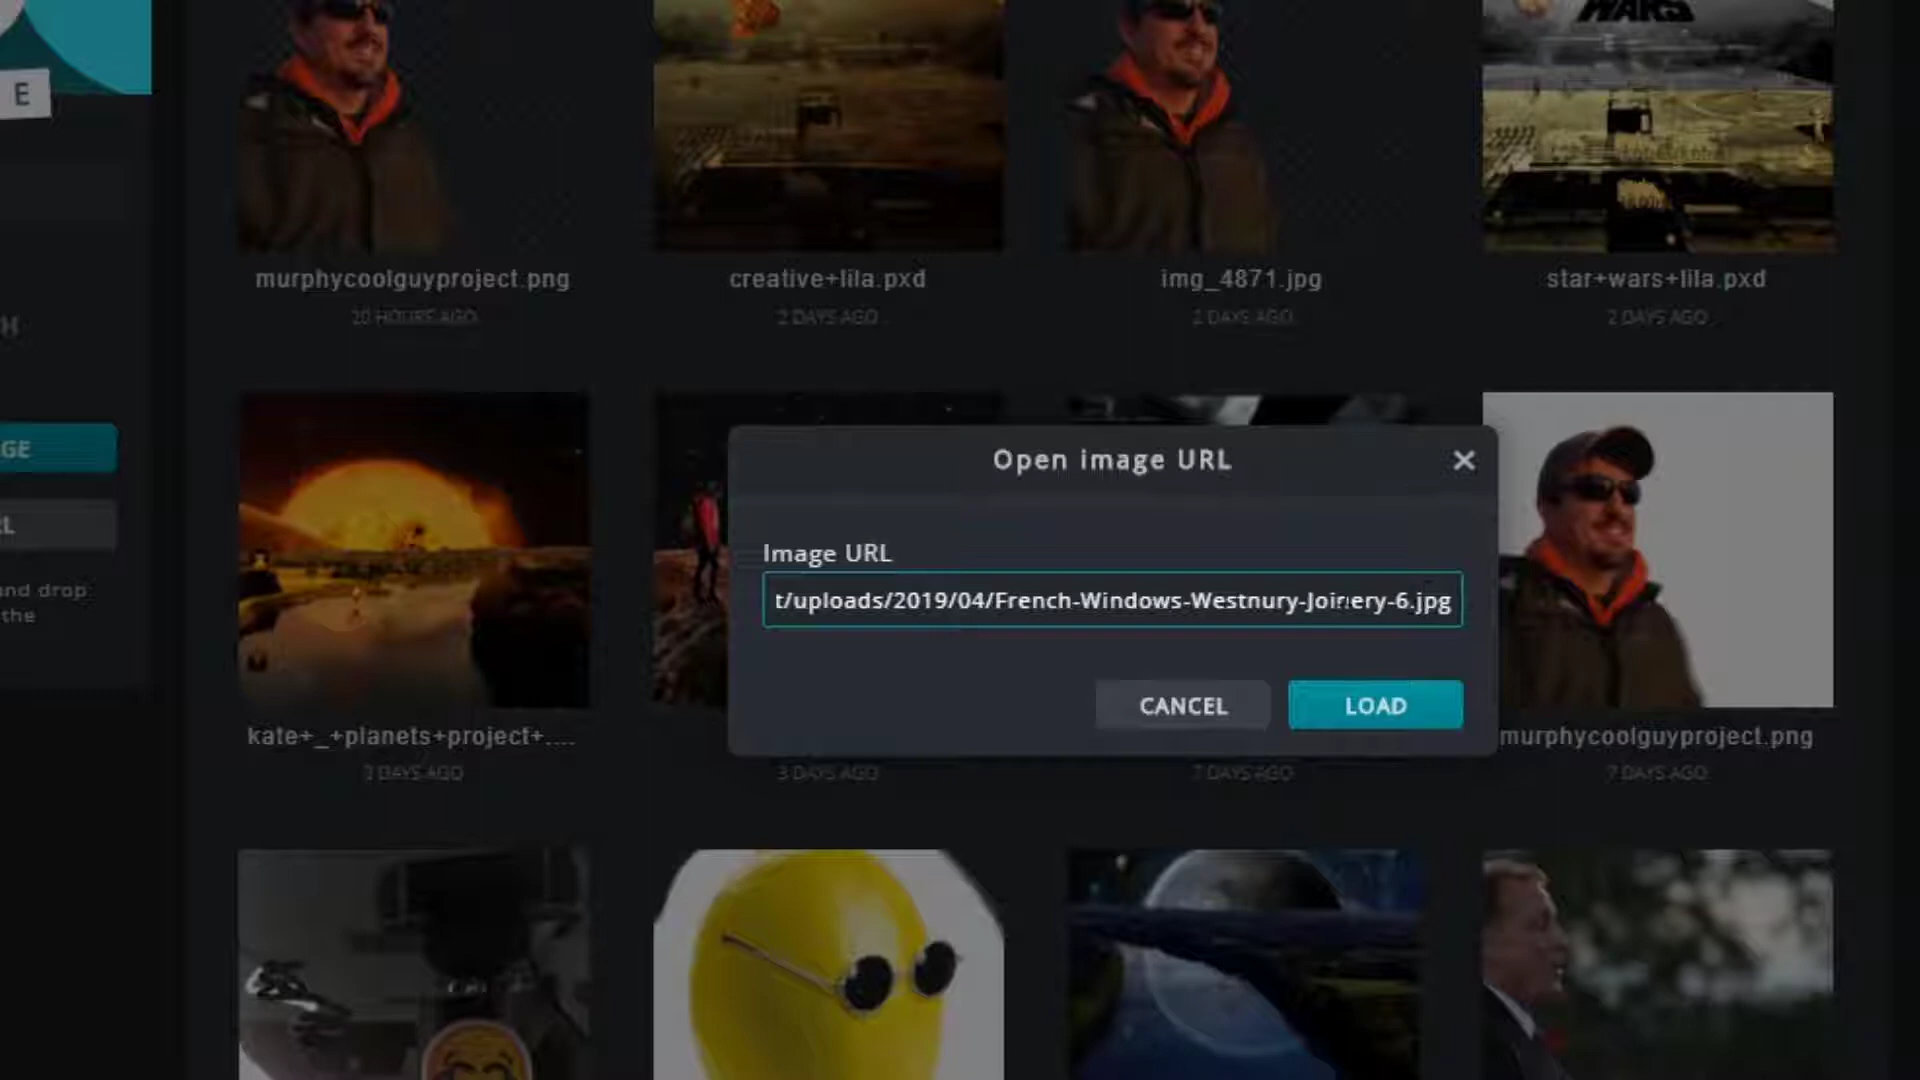 WARS
E
murphycoolguyproject.png
creative+lila.pxd
img_4871.jpg
star+wars+lila.pxd
20 HOURS AGO
2 DAYS AGO
2 DAYS AGO
2 DAYS AGO
H
GE
RL
and drop
the
Open image URL
Image URL
t/uploads/2019/04/French-Windows-Westnury-Joinery-6.jpg
CANCEL
LOAD
kate+_+planets+project+....
murphycoolguyproject.png
3 DAYS AGO
3 DAYS AGO
7 DAYS AGO
7 DAYS AGO